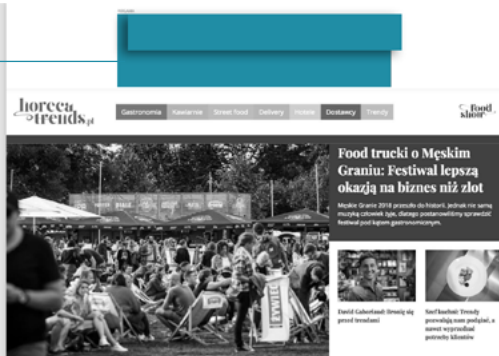 REKLAMA
horeca
trends.pl
Gastronomia Kawiarnie Street food Delivery Hotele Dostawcy Trendy
Food
show
Food trucki o Męskim
Graniu: Festiwal lepszą
okazją na biznes niż zlot
Męskie Granie 2018 przeszło do historii. Jednak nie samą
muzyką człowiek żyje, dlatego postanowiliśmy sprawdzić
festiwal pod kątem gastronomicznym.
ŻYWIEC
David Gaboriaud: Bronię się
przed trendami
Szef kuchni: Trendy
pozwalają nam podążać, a
nawet wyprzedzać
potrzeby klientów